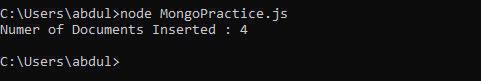 C:\Users\abdul>node MongoPractice.js
Numer of Documents Inserted : 4
C:\Users\abdul>